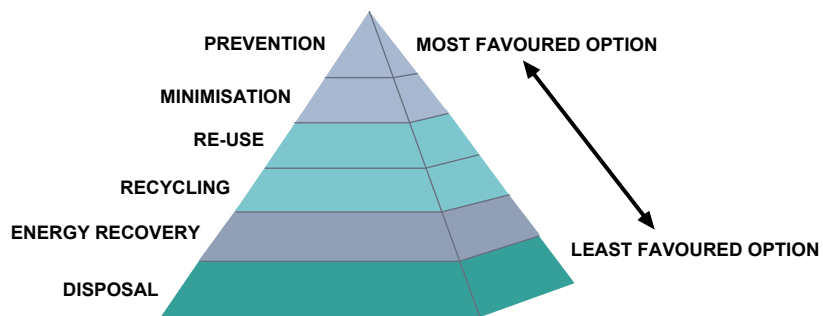 PREVENTION
MOST FAVOURED OPTION
MINIMISATION
RE-USE
RECYCLING
ENERGY RECOVERY
LEAST FAVOURED OPTION
DISPOSAL